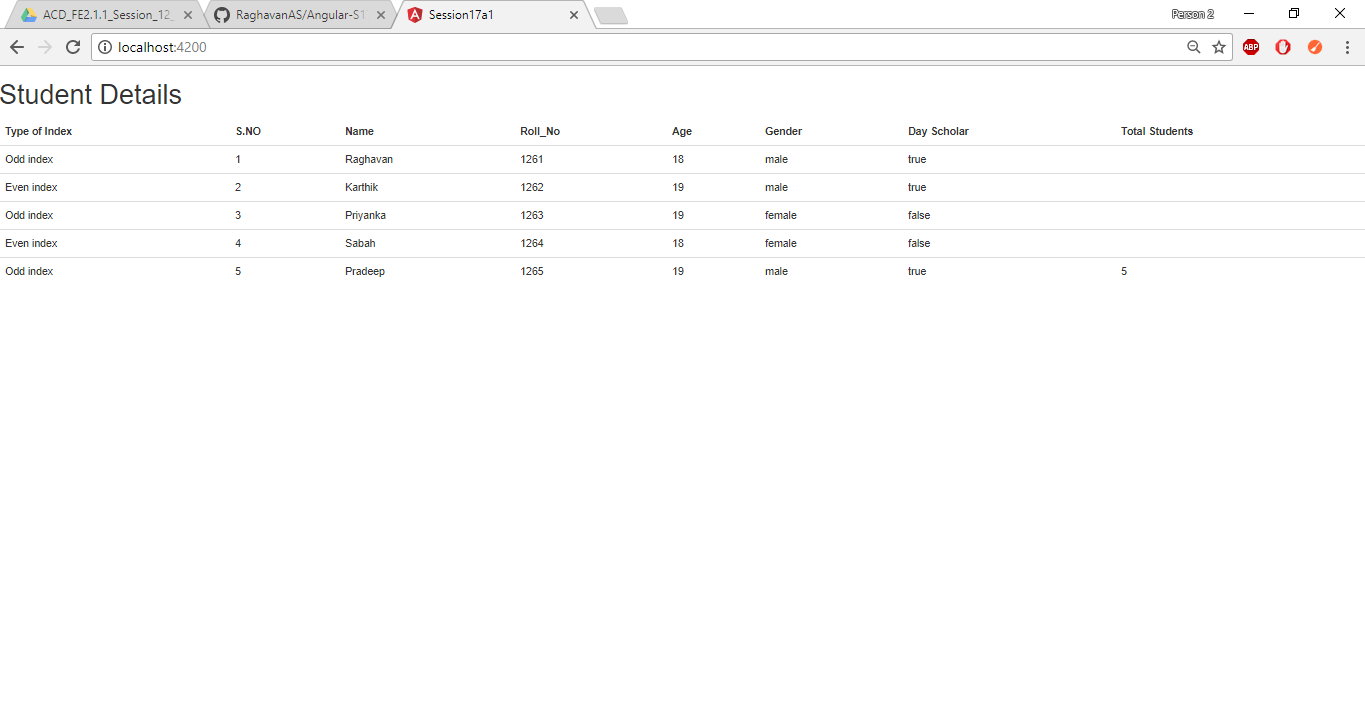 ACD_FE2.1.1_Session_12_ RaghavanAS/Angular-S1 Session17a1 Person 2
localhost:4200 ABP
Student Details
Type of Index S.NO Name Roll_No Age Gender Day Scholar Total Students
Odd index 1 Raghavan 1261 18 male true
Even index 2 Karthik 1262 19 male true
Odd index 3 Priyanka 1263 19 female false
Even index 4 Sabah 1264 18 female false
Odd index 5 Pradeep 1265 19 male true 5